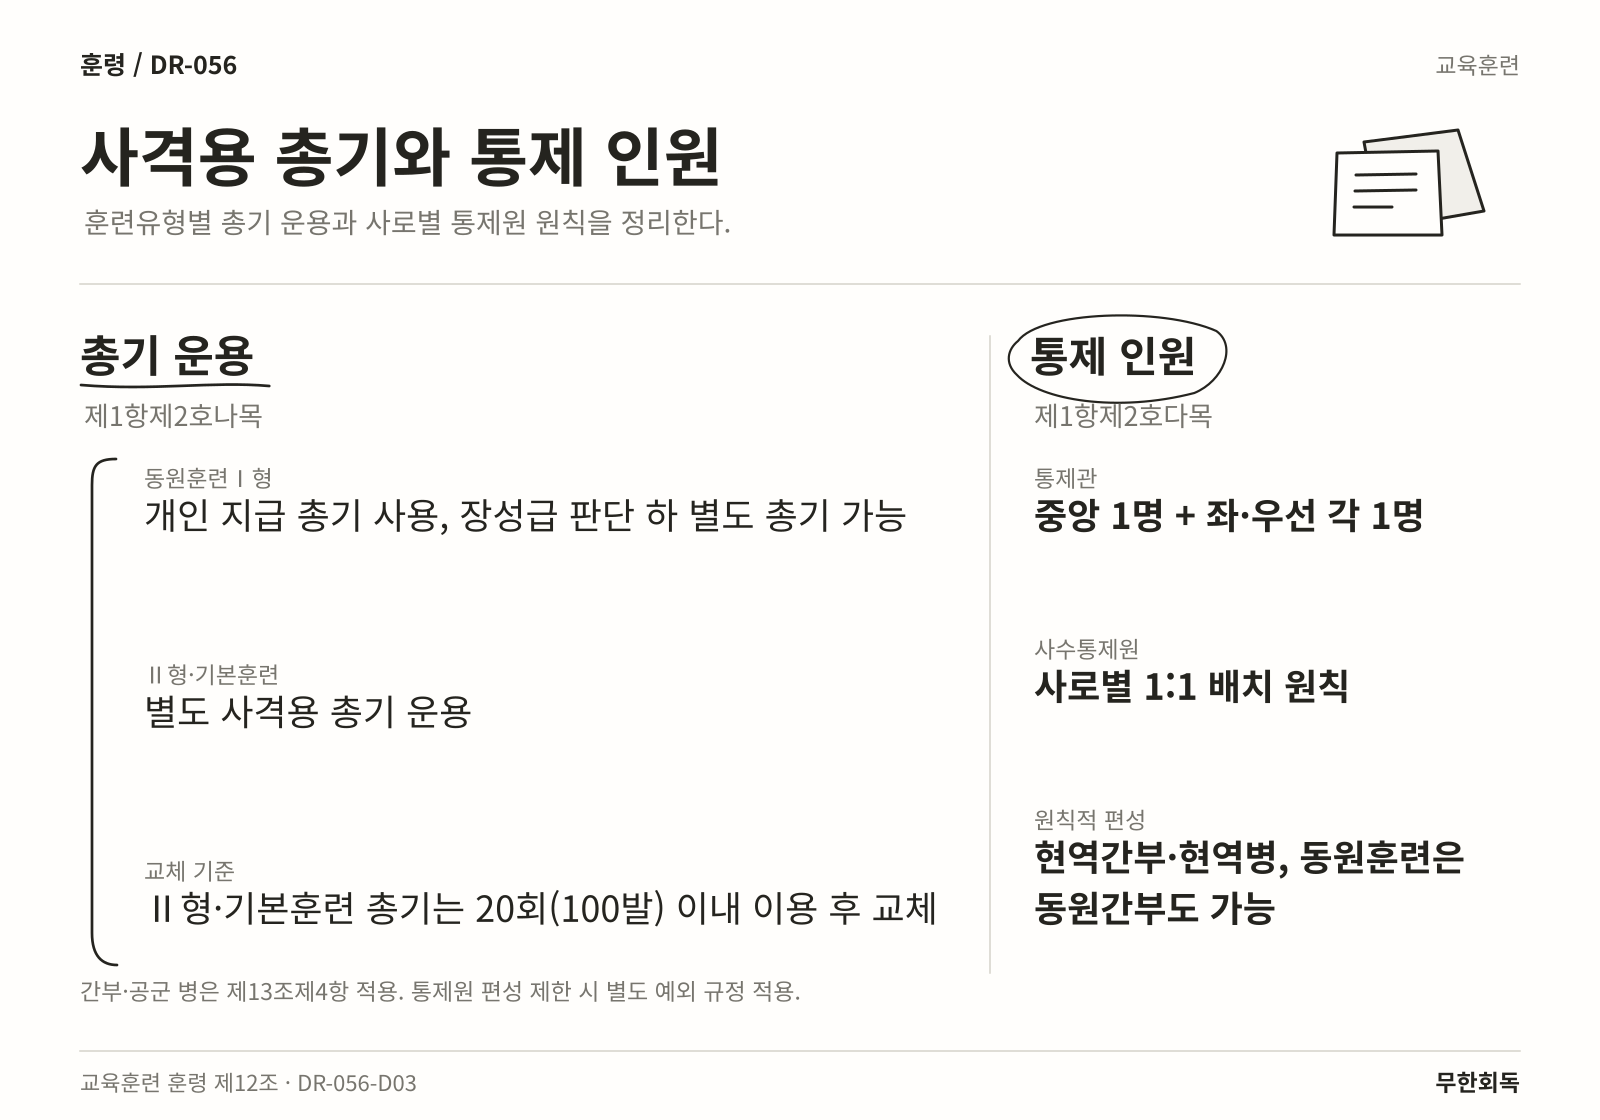 훈령 / DR-056
교육훈련
사격용 총기와 통제 인원
훈련유형별 총기 운용과 사로별 통제원 원칙을 정리한다.
총기 운용
제1항제2호나목
동원훈련Ⅰ형
개인 지급 총기 사용, 장성급 판단 하 별도 총기 가능
Ⅱ형·기본훈련
별도 사격용 총기 운용
교체 기준
Ⅱ형·기본훈련 총기는 20회(100발) 이내 이용 후 교체
통제 인원
제1항제2호다목
통제관
중앙 1명 + 좌·우선 각 1명
사수통제원
사로별 1:1 배치 원칙
원칙적 편성
현역간부·현역병, 동원훈련은
동원간부도 가능
간부·공군 병은 제13조제4항 적용. 통제원 편성 제한 시 별도 예외 규정 적용.
교육훈련 훈령 제12조 · DR-056-D03
무한회독